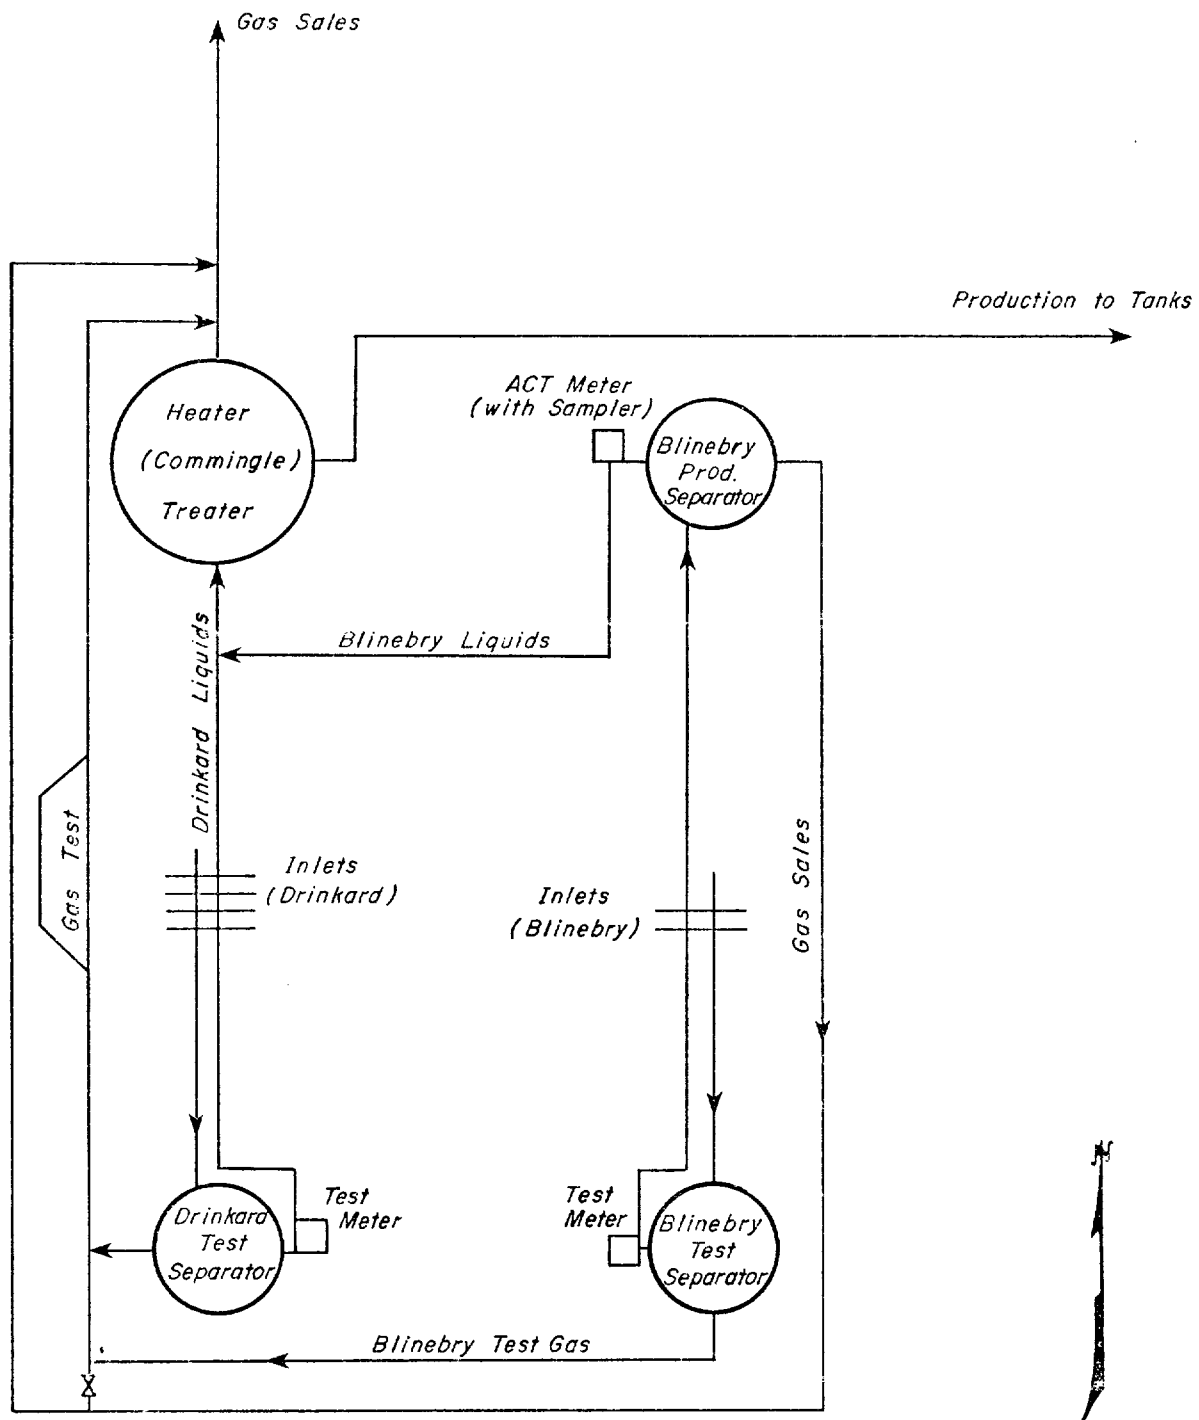 Gas Sales
Production to Tanks
ACT Meter
(with Sampler)
Heater
(Commingle)
Treater
Blinebry
Prod.
Separator
Drinkard Liquids
Blinebry Liquids
Gas Test
Inlets
(Drinkard)
Inlets
(Blinebry)
Gas Sales
Drinkard
Test
Separator
Test
Meter
Test
Meter
Blinebry
Test
Separator
Blinebry Test Gas
N